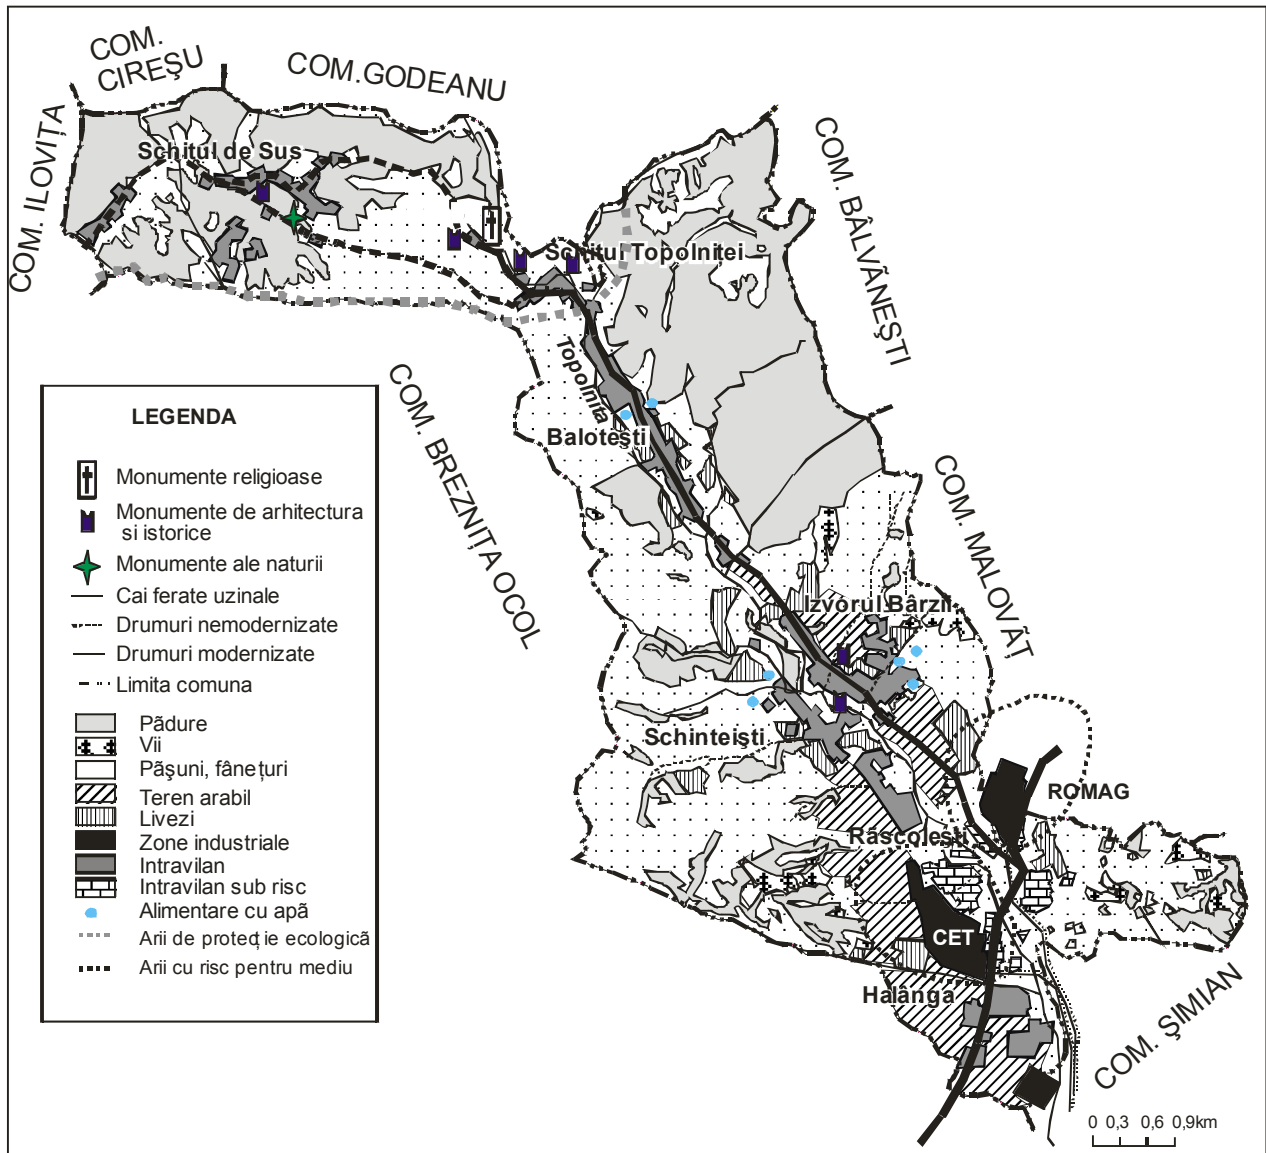 COM.
CIREŞU
COM.GODEANU
COM. ILOVIȚA
Schitul de Sus
COM. BÂLVĂNEŞTI
Schitul Topolnitei
Topolnita
COM. BREZNIȚA OCOL
Baloteşti
COM. MALOVĂT
Izvorul Bârzii
Schinteişti
ROMAG
Răscoleşti
CET
Halânga
COM. ŞIMIAN
LEGENDA
Monumente religioase
Monumente de arhitectura
si istorice
Monumente ale naturii
Cai ferate uzinale
Drumuri nemodernizate
Drumuri modernizate
Limita comuna
Pădure
Vii
Păşuni, fânețuri
Teren arabil
Livezi
Zone industriale
Intravilan
Intravilan sub risc
Alimentare cu apă
Arii de protecție ecologică
Arii cu risc pentru mediu
0 0,3 0,6 0,9km